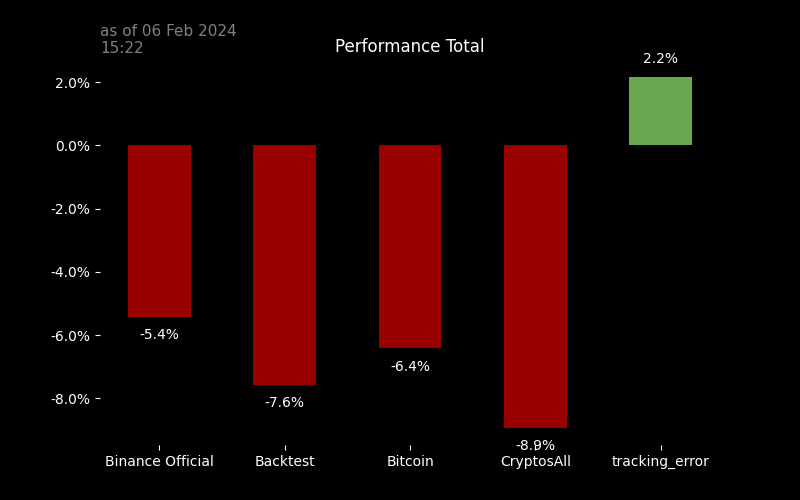 as of 06 Feb 2024
15:22
Performance Total
2.2%
2.0%
0.0%
-2.0%
-4.0%
-6.0%
-8.0%
-5.4%
-7.6%
-6.4%
-8.9%
Binance Official
Backtest
Bitcoin
CryptosAll
tracking_error